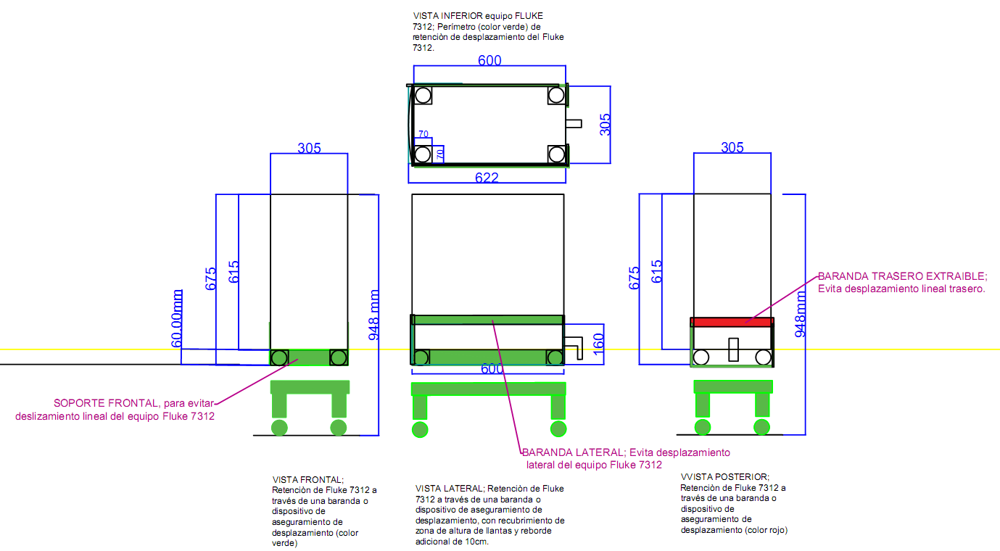 VISTA INFERIOR equipo FLUKE
7312; Perímetro (color verde) de
retenciòn de desplazamiento del Fluke
7312.
600
305
70
70
622
305
675
615
60.00mm
948 mm
160
600
305
675
615
948mm
BARANDA TRASERO EXTRAIBLE;
Evita desplazamiento lineal trasero.
SOPORTE FRONTAL, para evitar
deslizamiento lineal del equipo Fluke 7312
BARANDA LATERAL; Evita desplazamiento
lateral del equipo Fluke 7312
VISTA FRONTAL;
Retenciòn de Fluke 7312 a
través de una baranda o
dispositivo de
aseguramiento de
desplazamiento (color
verde)
VISTA LATERAL; Retenciòn de Fluke
7312 a través de una baranda o
dispositivo de aseguramiento de
desplazamiento, con recubrimiento de
zona de altura de llantas y reborde
adicional de 10cm.
VVISTA POSTERIOR;
Retenciòn de Fluke 7312 a
través de una baranda o
dispositivo de
aseguramiento de
desplazamiento (color rojo)